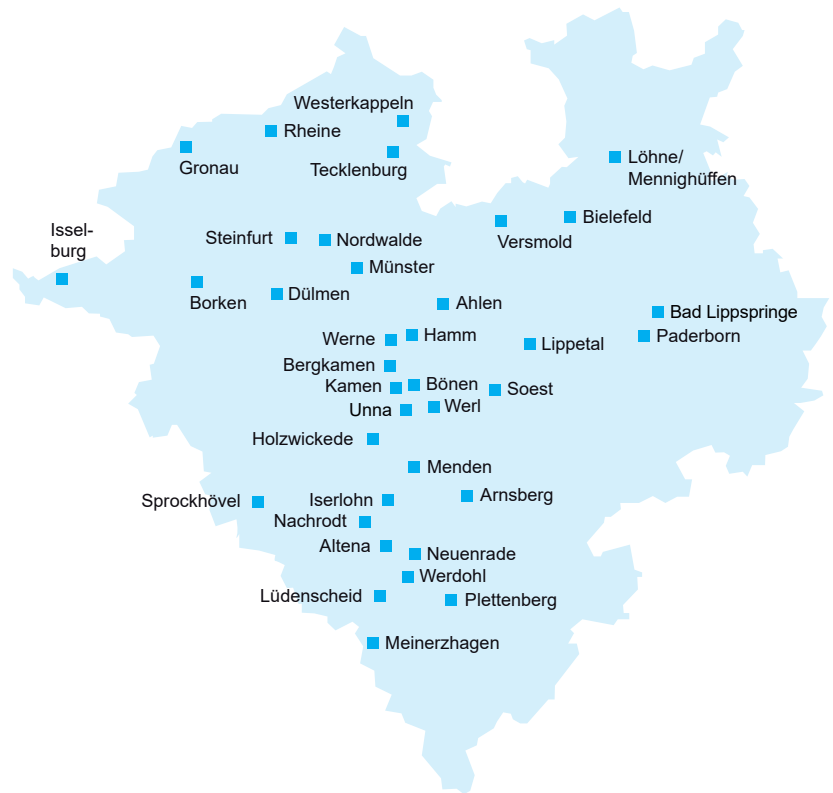 Westerkappeln
Rheine
Löhne/
Mennighüffen
Gronau
Tecklenburg
Bielefeld
Issel-
burg
Steinfurt
Nordwalde
Versmold
Münster
Borken
Dülmen
Ahlen
Bad Lippspringe
Werne
Hamm
Lippetal
Paderborn
Bergkamen
Kamen
Bönen
Soest
Unna
Werl
Holzwickede
Menden
Sprockhövel
Iserlohn
Arnsberg
Nachrodt
Altena
Neuenrade
Werdohl
Lüdenscheid
Plettenberg
Meinerzhagen